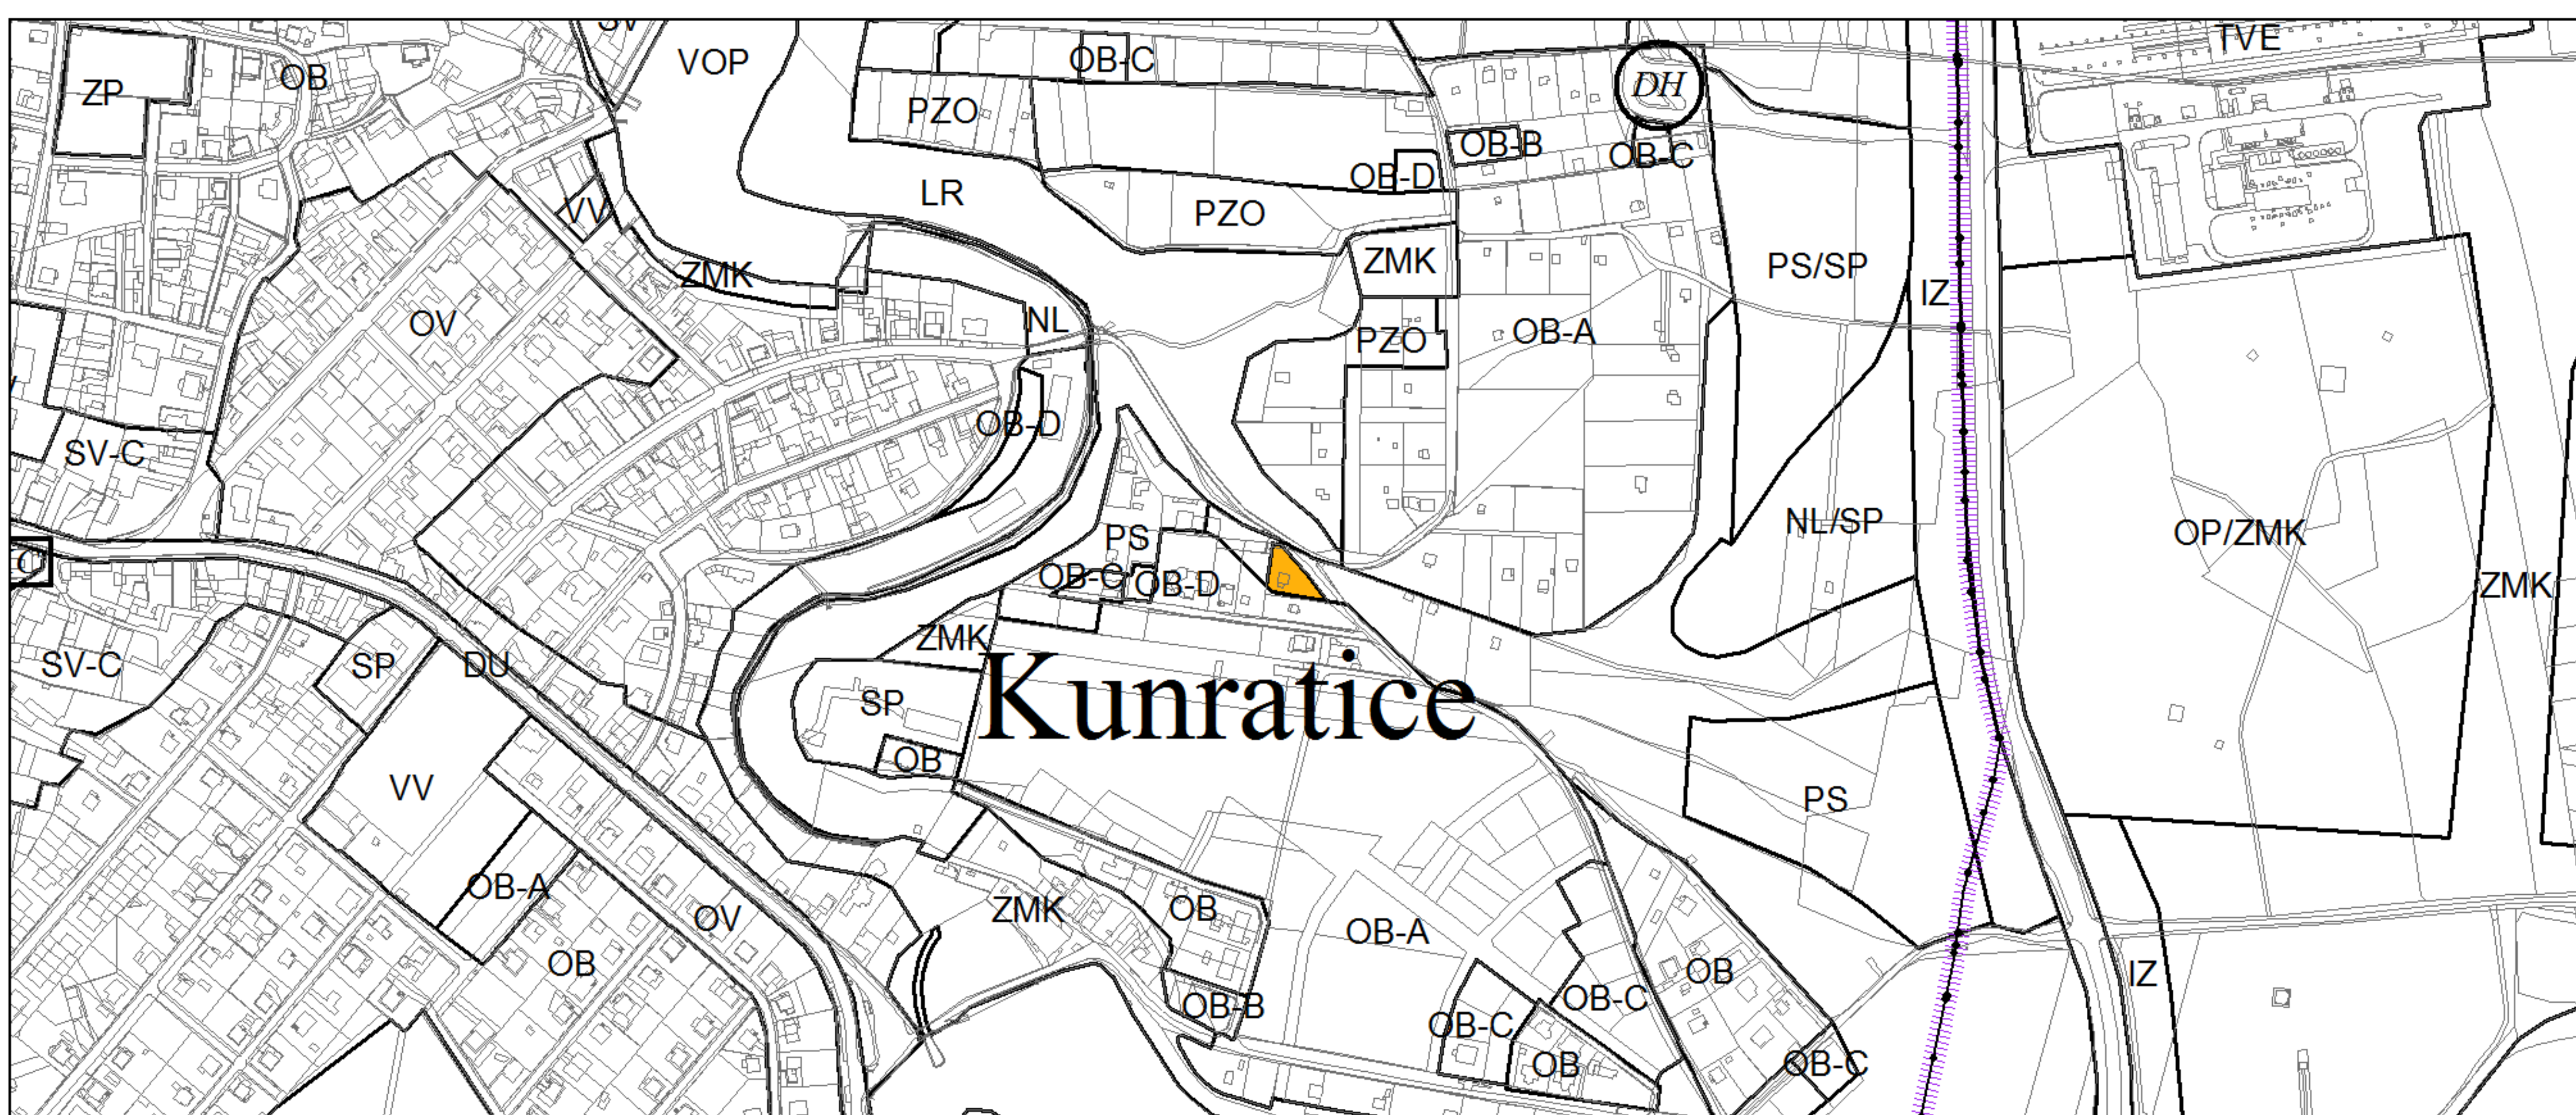 SV
TVE
VOP
OB-C
ZP
OB
DH
PZO
OB-B
OB-C
OB-D
LR
VV
PZO
ZMK
ZMK
PS/SP
IZ
OV
NL
PZO
OB-A
OB-D
SV-C
NL/SP
OP/ZMK
PS
OB-C
OB-D
ZMK
ZMK
SV-C
SP
DU
SP
Kunratice
OB
VV
PS
OB-A
OV
ZMK
OB
OB-A
OB
OB
IZ
OB-C
OB-B
OB-C
OB
OB-C